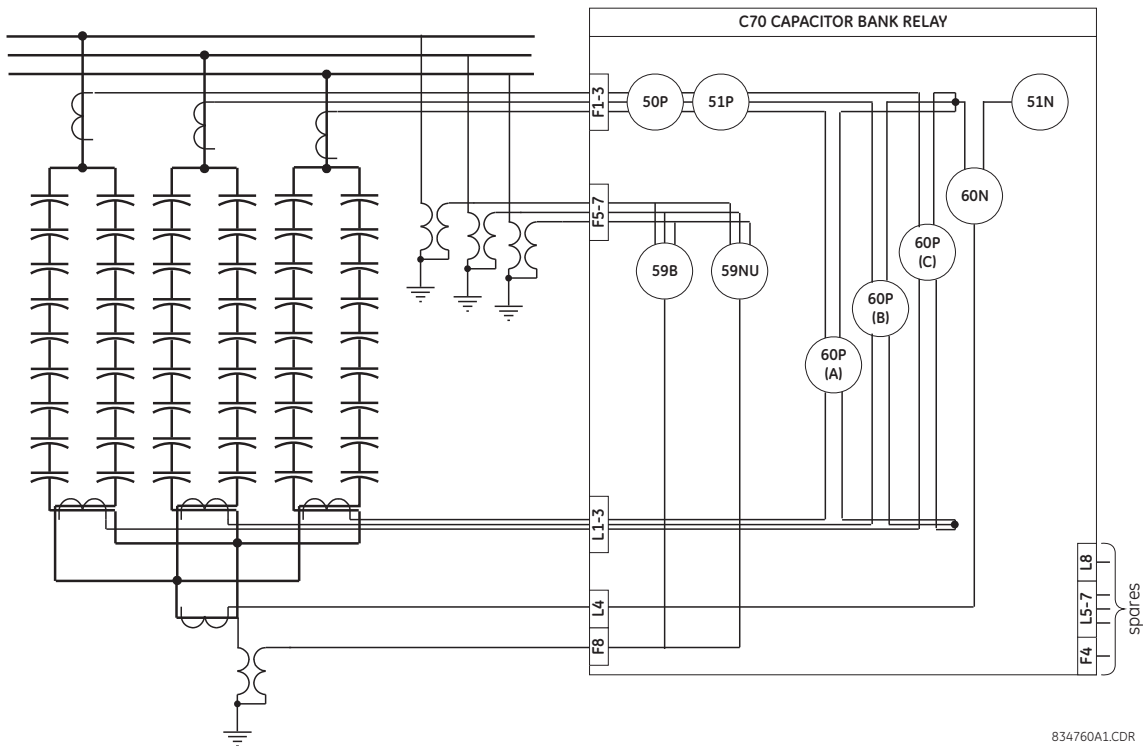 C70 CAPACITOR BANK RELAY
F1-3
50P
51P
51N
60N
F5-7
59B
59NU
60P
(C)
60P
(B)
60P
(A)
L1-3
L8
L4
L5-7
spares
F8
F4
834760A1.CDR